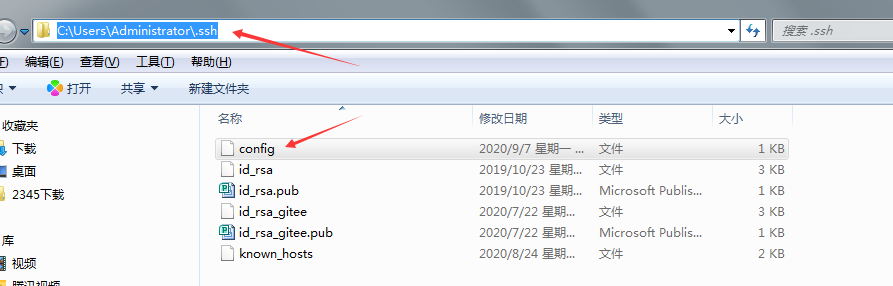 C:\Users\Administrator\.ssh
搜索 .ssh
编辑(E) 查看(V) 工具(T) 帮助(H)
打开 共享 新建文件夹
名称 修改日期 类型 大小
收藏夹
config 2020/9/7 星期一 ... 文件 1 KB
下载
id_rsa 2019/10/23 星期... 文件 3 KB
桌面
id_rsa.pub 2019/10/23 星期... Microsoft Publis... 1 KB
2345下载
id_rsa_gitee 2020/7/22 星期... 文件 3 KB
id_rsa_gitee.pub 2020/7/22 星期... Microsoft Publis... 1 KB
库
known_hosts 2020/8/24 星期... 文件 2 KB
视频
腾讯视频